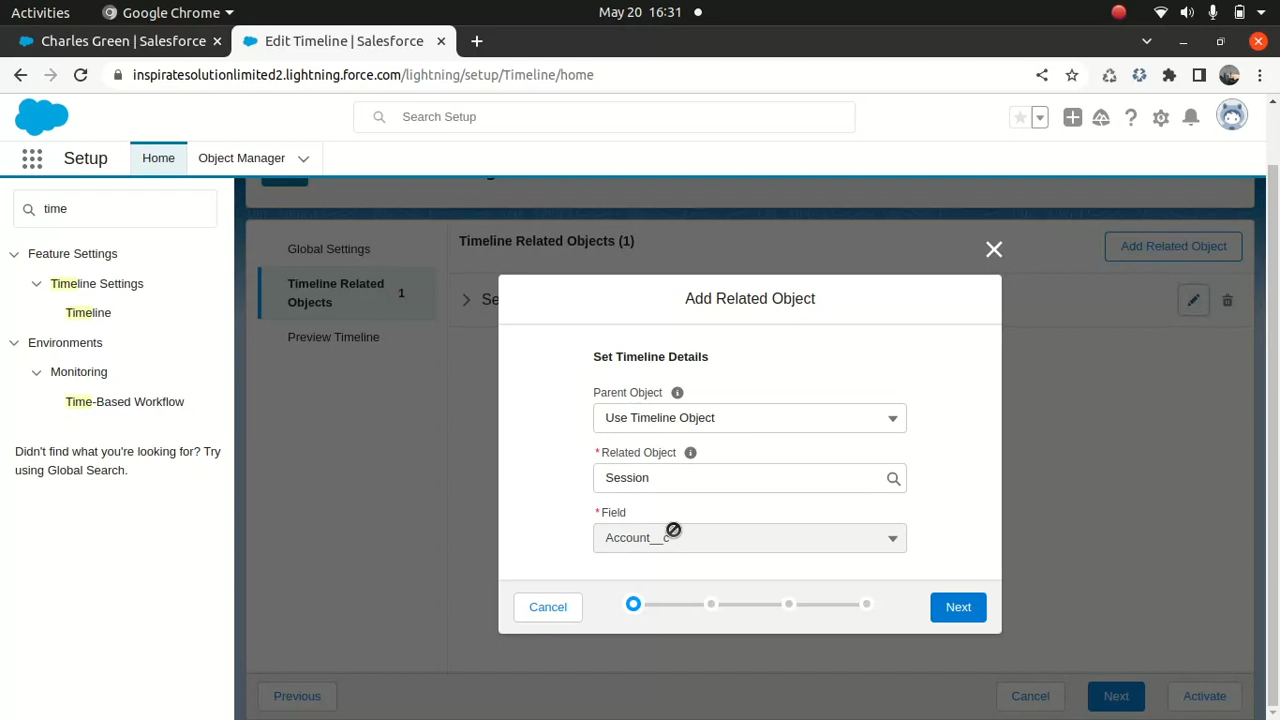 Activities
Google Chrome
May 20 16:31
Charles Green | Salesforce
Edit Timeline | Salesforce
inspiratesolutionlimited2.lightning.force.com/lightning/setup/Timeline/home
Search Setup
Setup
Home
Object Manager
time
Feature Settings
Timeline Settings
Timeline
Environments
Monitoring
Time-Based Workflow
Didn't find what you're looking for? Try
using Global Search.
Global Settings
Timeline Related
Objects
1
Preview Timeline
Timeline Related Objects (1)
Add Related Object
Se
Add Related Object
Set Timeline Details
Parent Object
Use Timeline Object
*Related Object
Session
*Field
Account__c
Cancel
Next
Previous
Cancel
Next
Activate